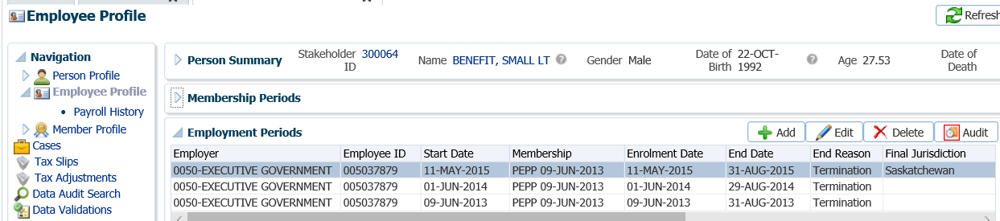 Employee Profile
Refresh
Navigation
Person Profile
Employee Profile
• Payroll History
Member Profile
Cases
Tax Slips
Tax Adjustments
Data Audit Search
Data Validations
Person Summary Stakeholder ID 300064 Name BENEFIT, SMALL LT Gender Male Date of Birth 22-OCT-1992 Age 27.53 Date of Death
Membership Periods
Employment Periods Add Edit Delete Audit
Employer Employee ID Start Date Membership Enrolment Date End Date End Reason Final Jurisdiction
0050-EXECUTIVE GOVERNMENT 005037879 11-MAY-2015 PEPP 09-JUN-2013 11-MAY-2015 31-AUG-2015 Termination Saskatchewan
0050-EXECUTIVE GOVERNMENT 005037879 01-JUN-2014 PEPP 09-JUN-2013 01-JUN-2014 29-AUG-2014 Termination
0050-EXECUTIVE GOVERNMENT 005037879 09-JUN-2013 PEPP 09-JUN-2013 09-JUN-2013 31-AUG-2013 Termination